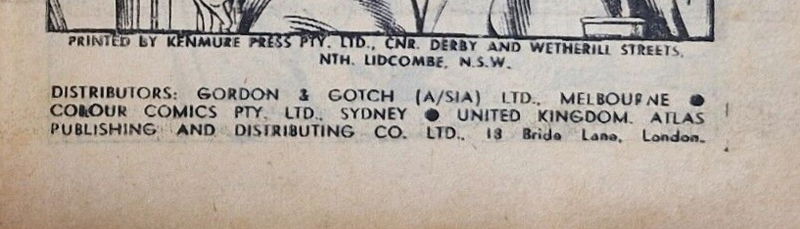 PRINTED BY KENMURE PRESS PTY. LTD., CNR. DERBY AND WETHERILL STREETS,
NTH. LIDCOMBE, N.S.W.
DISTRIBUTORS: GORDON & GOTCH (A/SIA) LTD., MELBOURNE ●
COLOUR COMICS PTY. LTD., SYDNEY ● UNITED KINGDOM. ATLAS
PUBLISHING AND DISTRIBUTING CO. LTD., 18 Bride Lane, London.